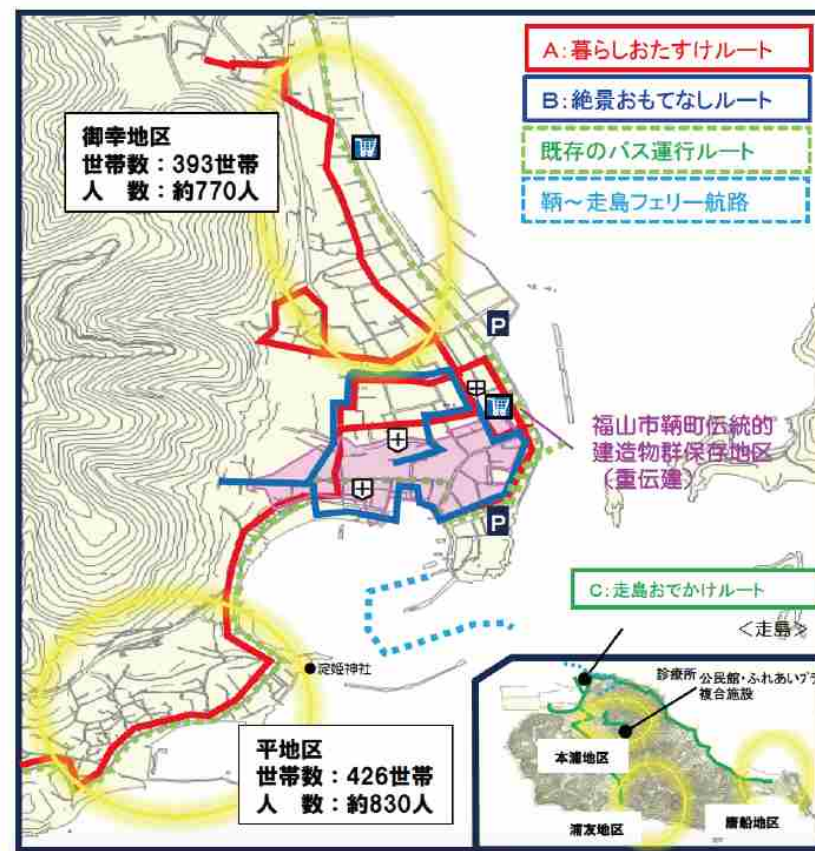 A:暮らしおたすけルート
B:絶景おもてなしルート
既存のバス運行ルート
鞆～走島フェリー航路
御幸地区
世帯数：393世帯
人　数：約770人
P
福山市鞆町伝統的
建造物群保存地区
（重伝建）
P
C:走島おでかけルート
＜走島＞
淀姫神社
平地区
世帯数：426世帯
人　数：約830人
診療所
公民館・ふれあいプラ
複合施設
本浦地区
浦友地区
唐船地区